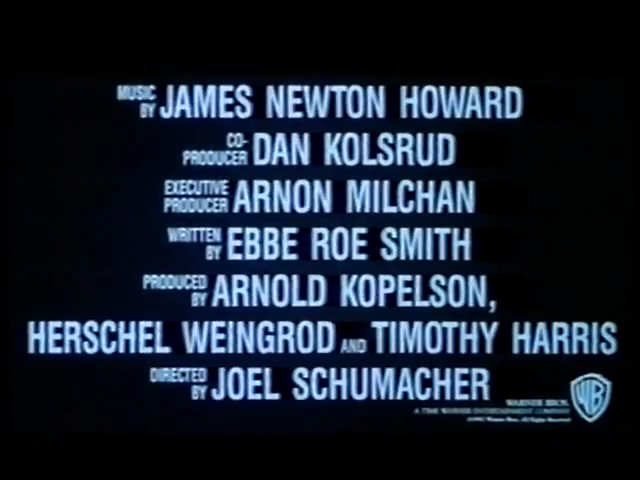 MUSIC BY JAMES NEWTON HOWARD
CO-PRODUCER DAN KOLSRUD
EXECUTIVE PRODUCER ARNON MILCHAN
WRITTEN BY EBBE ROE SMITH
PRODUCED BY ARNOLD KOPELSON,
HERSCHEL WEINGROD AND TIMOTHY HARRIS
DIRECTED BY JOEL SCHUMACHER
WARNER BROS.
A TIME WARNER ENTERTAINMENT COMPANY
WB